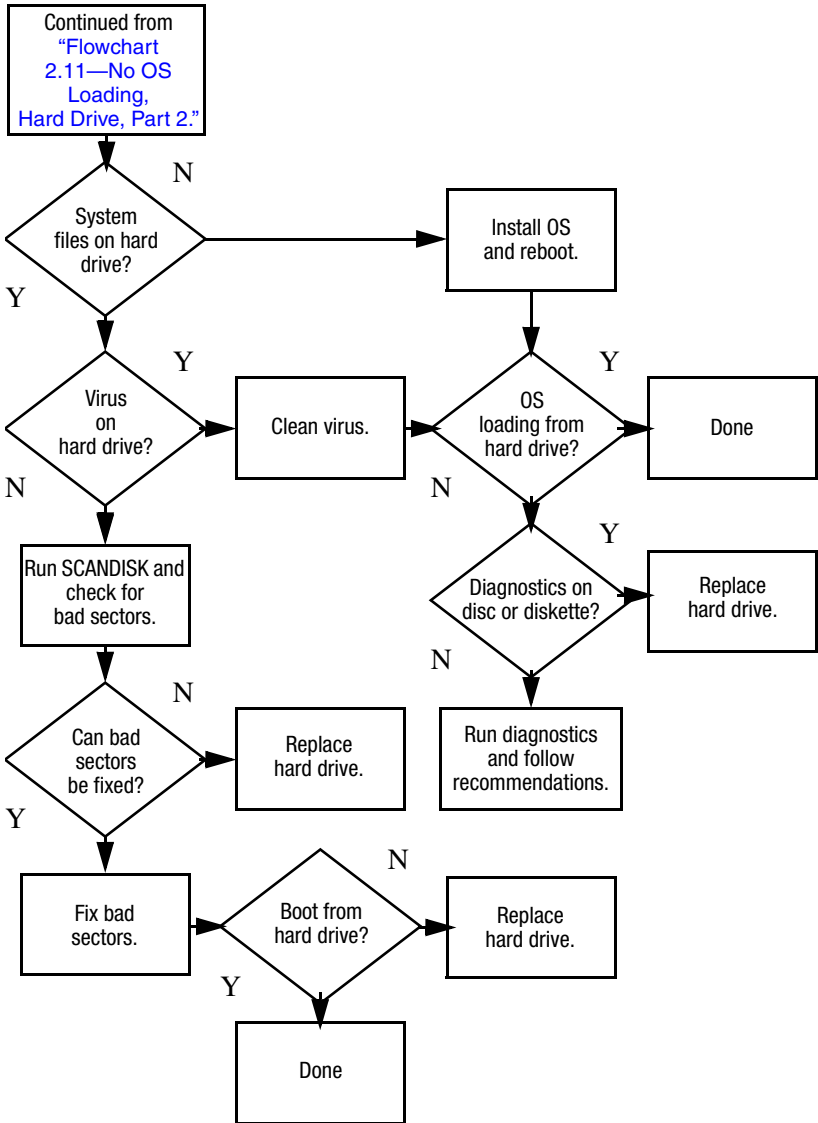 Continued from
“Flowchart
2.11—No OS
Loading,
Hard Drive, Part 2.”
N
System
files on hard
drive?
Y
Install OS
and reboot.
Y
Virus
on
hard drive?
N
Clean virus.
Y
OS
loading from
hard drive?
N
Done
Run SCANDISK and
check for
bad sectors.
Y
Diagnostics on
disc or diskette?
N
Replace
hard drive.
N
Can bad
sectors
be fixed?
Y
Replace
hard drive.
Run diagnostics
and follow
recommendations.
Fix bad
sectors.
N
Boot from
hard drive?
Y
Replace
hard drive.
Done